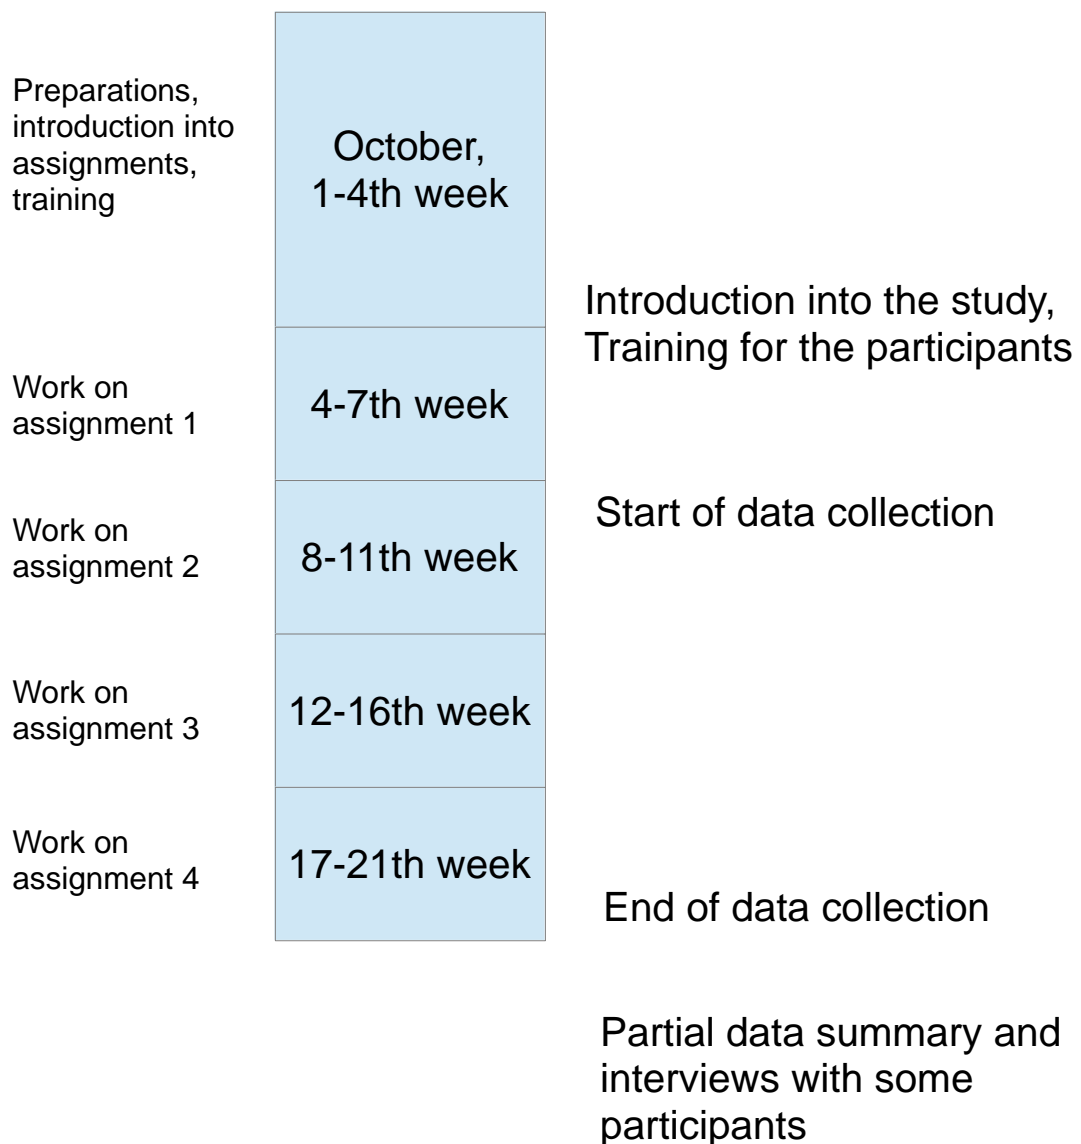 Preparations,
introduction into
assignments,
training
October,
1-4th week
Introduction into the study,
Training for the participants
Work on
assignment 1
4-7th week
Work on
assignment 2
8-11th week
Start of data collection
Work on
assignment 3
12-16th week
Work on
assignment 4
17-21th week
End of data collection
Partial data summary and
interviews with some
participants